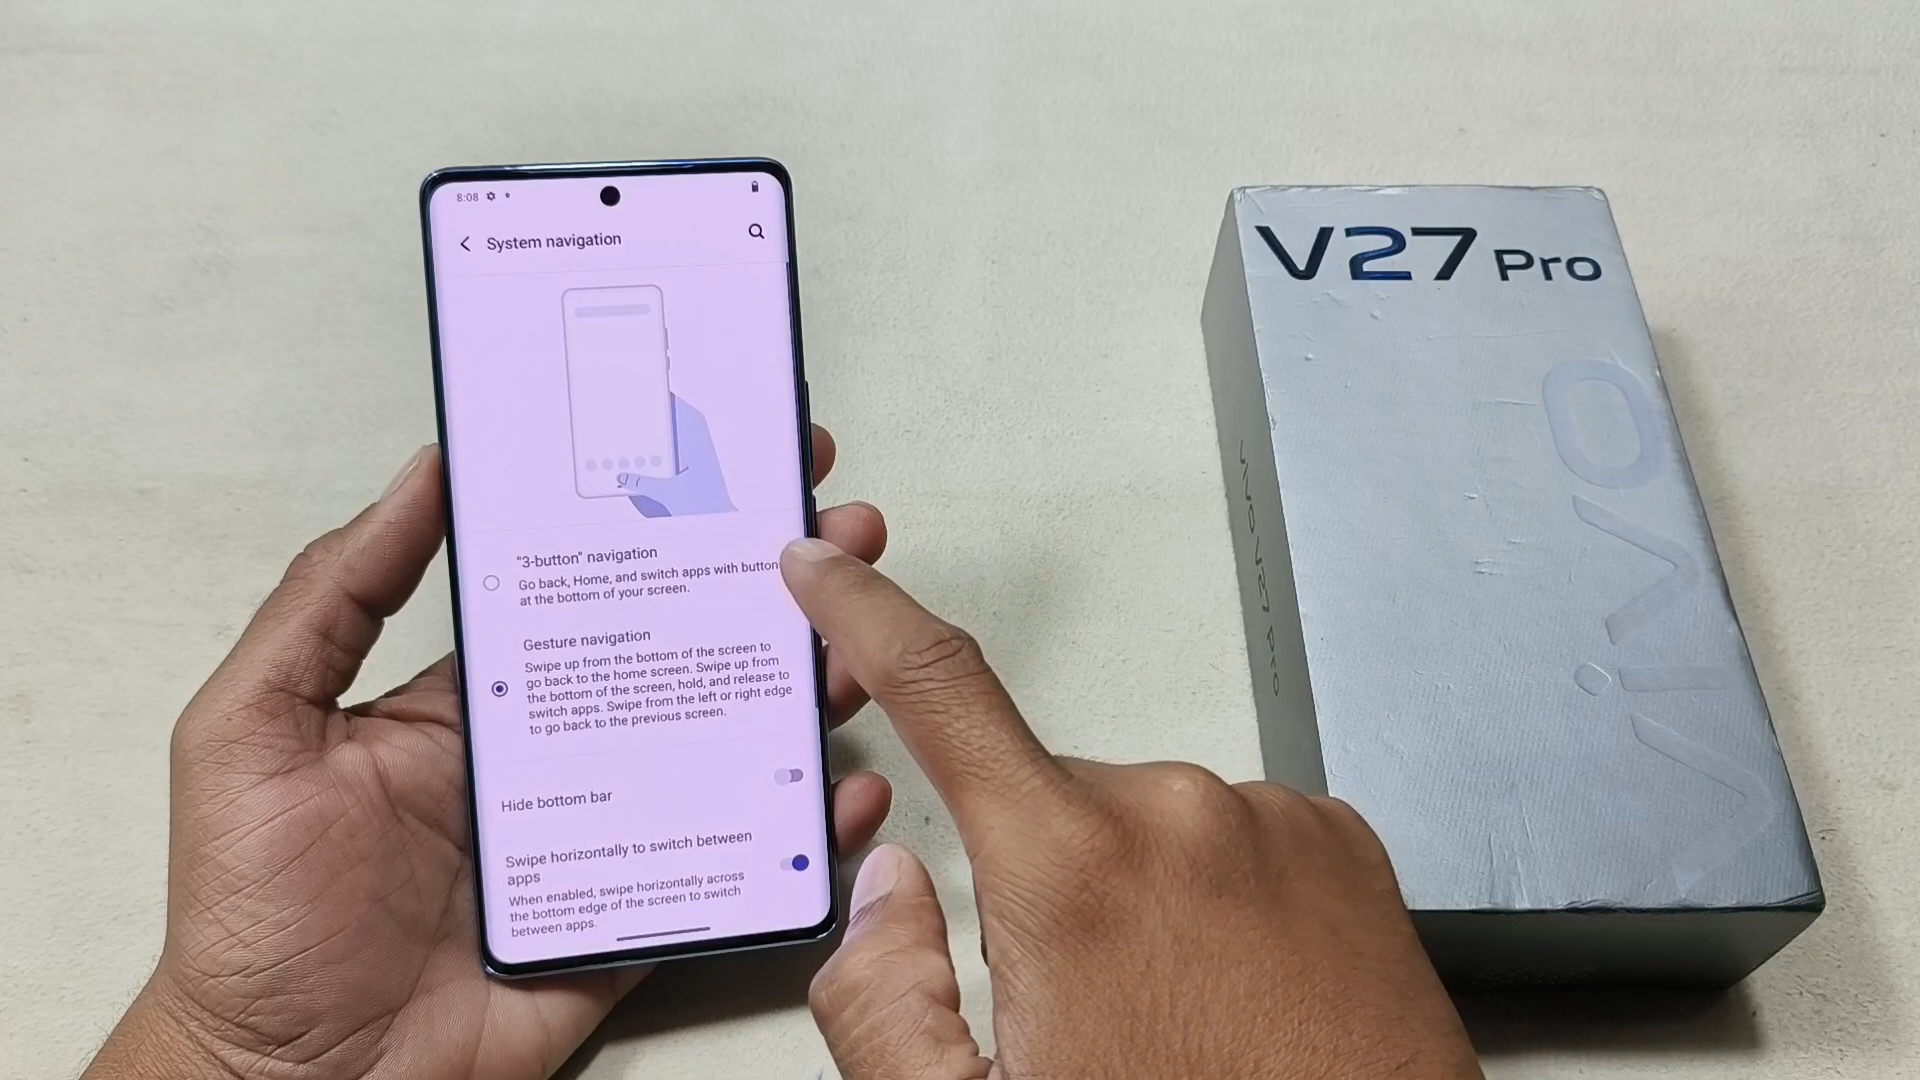 8:08
System navigation
"3-button" navigation
Go back, Home, and switch apps with button
at the bottom of your screen.
Gesture navigation
Swipe up from the bottom of the screen to
go back to the home screen. Swipe up from
the bottom of the screen, hold, and release to
switch apps. Swipe from the left or right edge
to go back to the previous screen.
Hide bottom bar
Swipe horizontally to switch between
apps
When enabled, swipe horizontally across
the bottom edge of the screen to switch
between apps.
V27 Pro
vivo
vivo V27 Pro